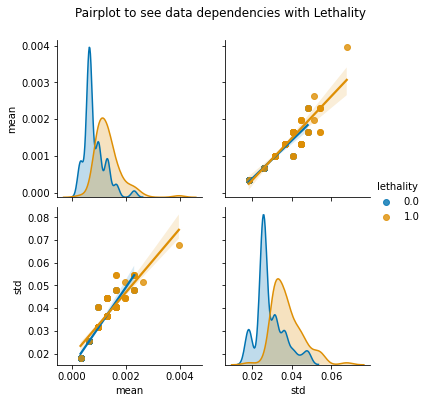 Pairplot to see data dependencies with Lethality
0.004
0.003
0.002
0.001
0.000
mean
lethality
0.0
1.0
0.08
0.07
0.06
0.05
0.04
0.03
0.02
std
0.000 0.002 0.004
mean
0.02 0.04 0.06
std